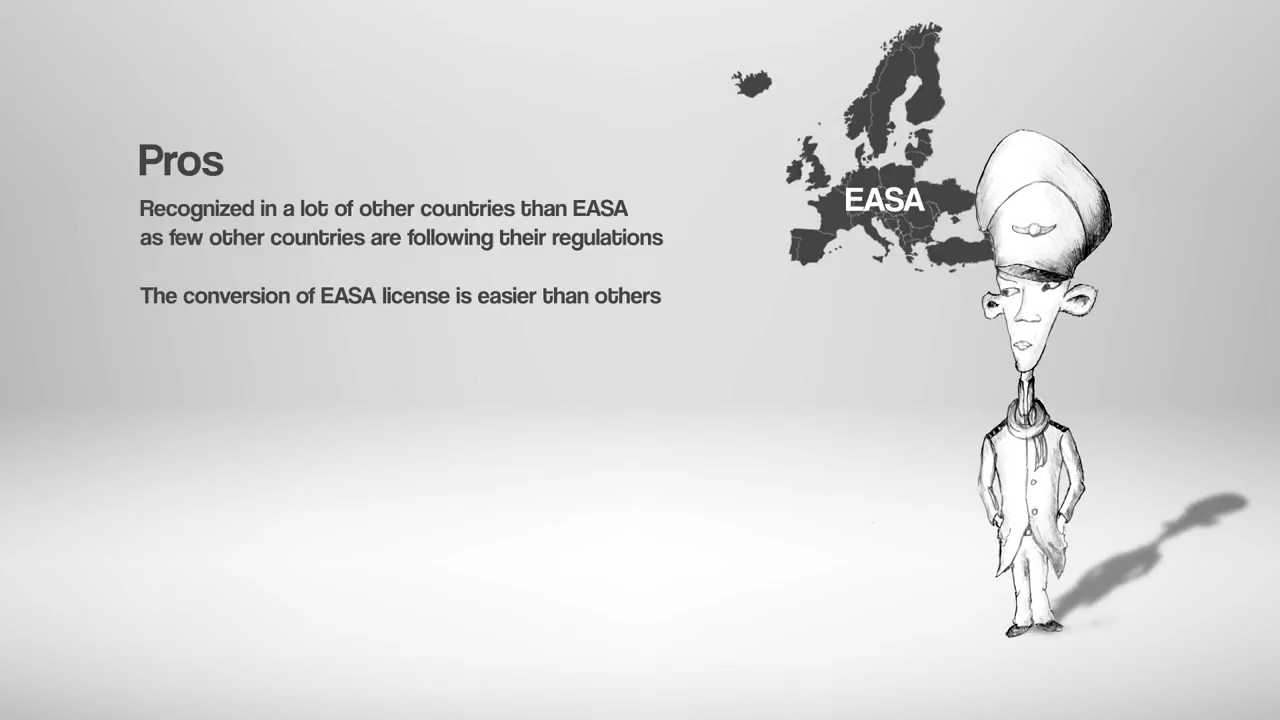 Pros
Recognized in a lot of other countries than EASA
as few other countries are following their regulations
The conversion of EASA license is easier than others
EASA